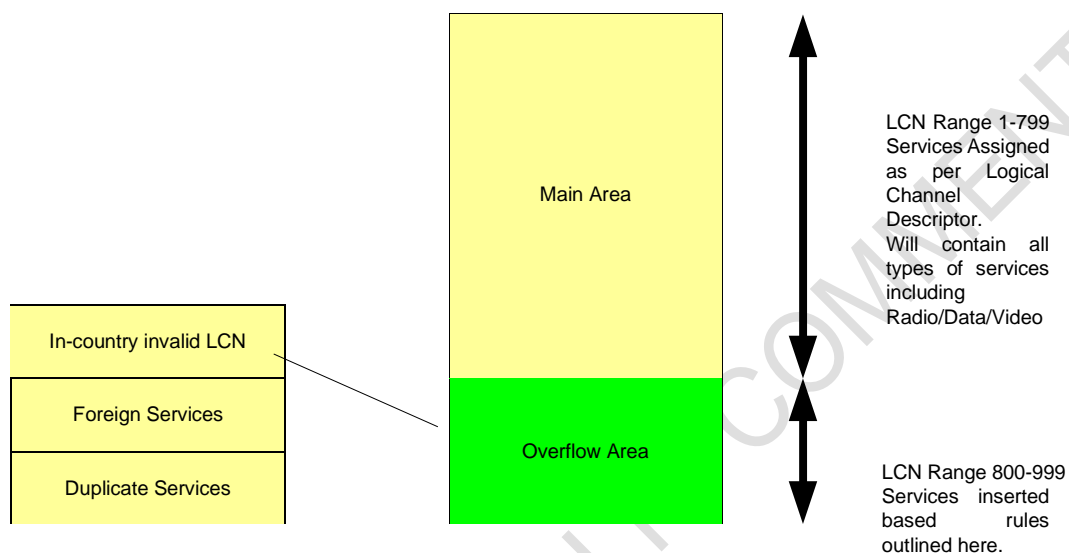 Main Area
LCN Range 1-799
Services Assigned
as per Logical
Channel
Descriptor.
Will contain all
types of services
including
Radio/Data/Video
In-country invalid LCN
Foreign Services
Duplicate Services
Overflow Area
LCN Range 800-999
Services inserted
based rules
outlined here.
COMMENT